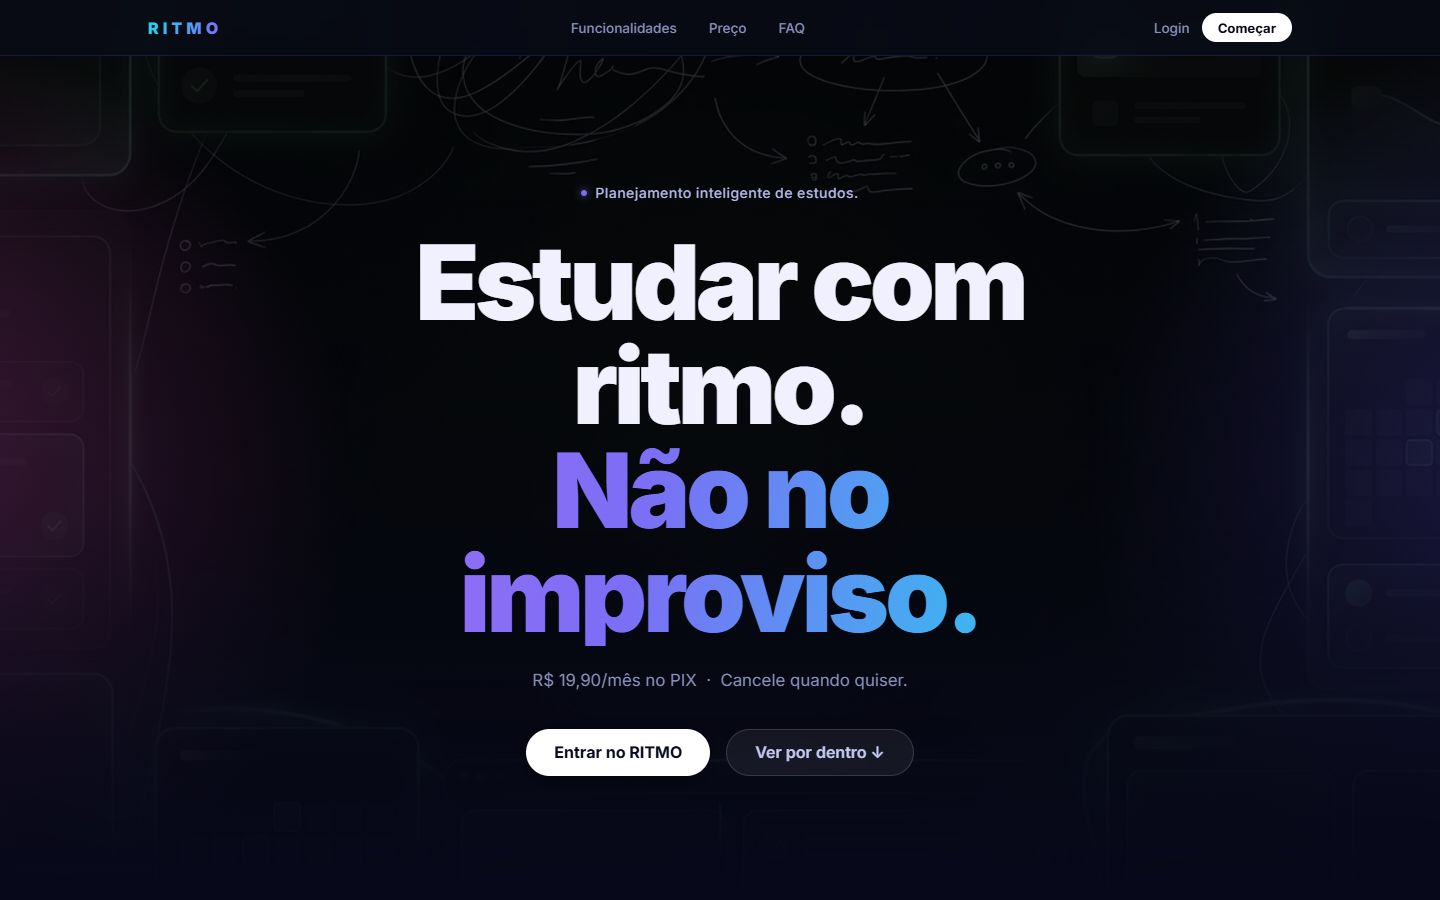 RITMO
Funcionalidades
Preço
FAQ
Login
Começar
Planejamento inteligente de estudos.
Estudar com
ritmo.
Não no
improviso.
R$ 19,90/mês no PIX · Cancele quando quiser.
Entrar no RITMO
Ver por dentro ↓